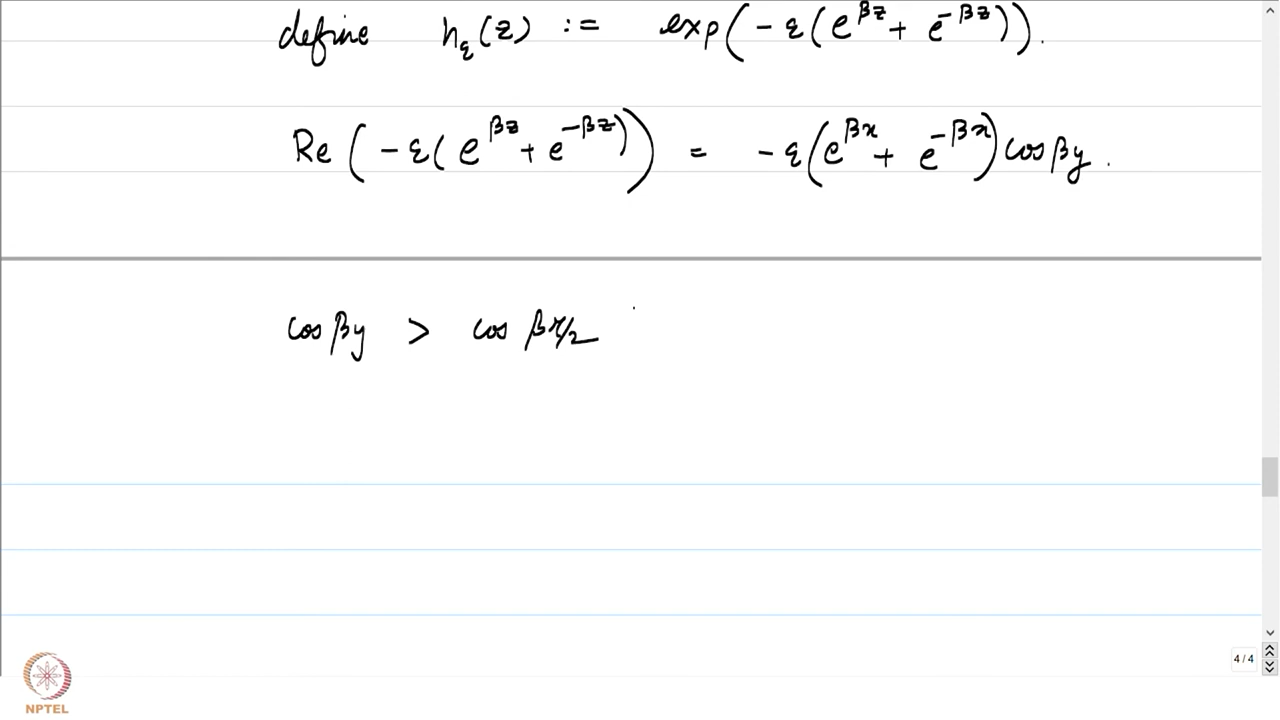 define h_ε(z) := exp(-ε(e^{βz} + e^{-βz})).
Re(-ε(e^{βz} + e^{-βz})) = -ε(e^{βx} + e^{-βx}) cos βy.
cos βy > cos βπ/2
4 / 4
NPTEL